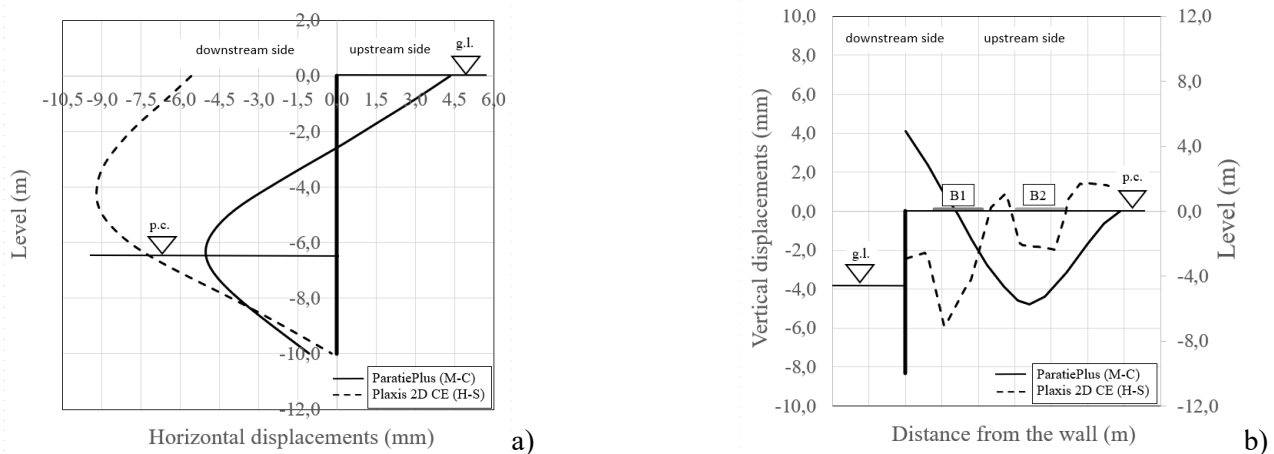 2,0
downstream side
upstream side
g.l.
0,0
-10,5 -9,0 -7,5 -6,0 -4,5 -3,0 -1,5 0,0 1,5 3,0 4,5 6,0
-2,0
-4,0
p.c.
-6,0
-8,0
-10,0
-12,0
Level (m)
ParatiePlus (M-C)
Plaxis 2D CE (H-S)
Horizontal displacements (mm)
a)
10,0
8,0
6,0
4,0
2,0
0,0
-2,0
-4,0
-6,0
-8,0
-10,0
Vertical displacements (mm)
downstream side
upstream side
B1
B2
p.c.
g.l.
12,0
8,0
4,0
0,0
-4,0
-8,0
-12,0
Level (m)
ParatiePlus (M-C)
Plaxis 2D CE (H-S)
Distance from the wall (m)
b)